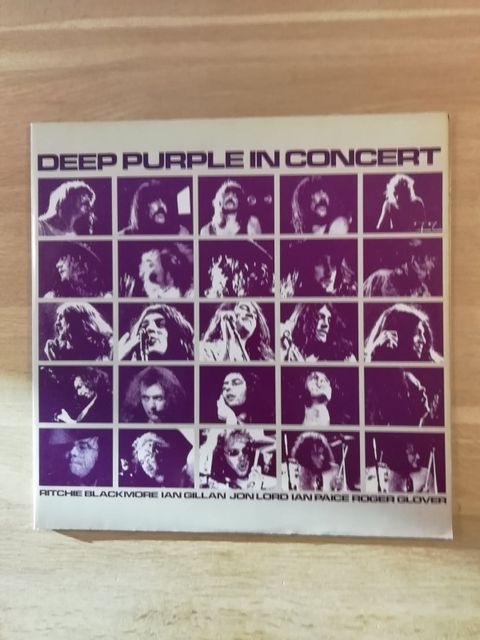 DEEP PURPLE IN CONCERT
RITCHIE BLACKMORE IAN GILLAN JON LORD IAN PAICE ROGER GLOVER